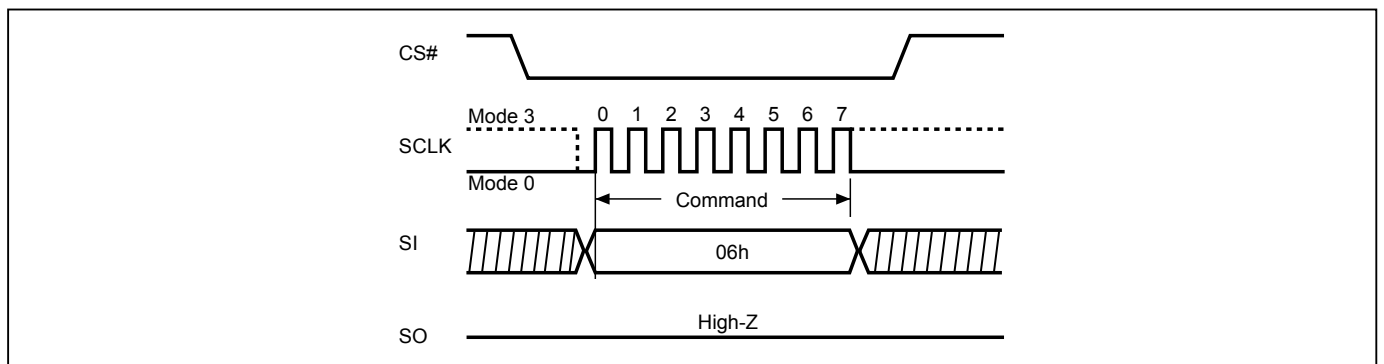 CS#
Mode 3 0 1 2 3 4 5 6 7
SCLK
Mode 0
Command
SI
06h
High-Z
SO